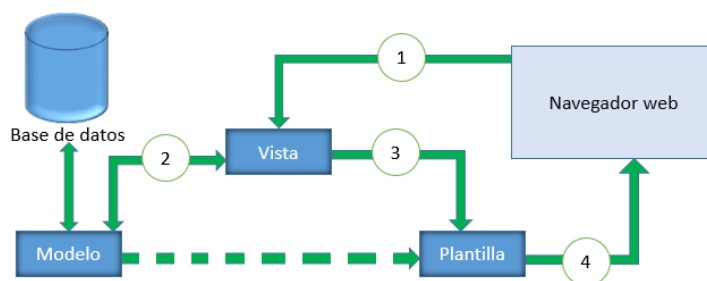 1
Navegador web
Base de datos
2
Vista
3
Modelo
Plantilla
4